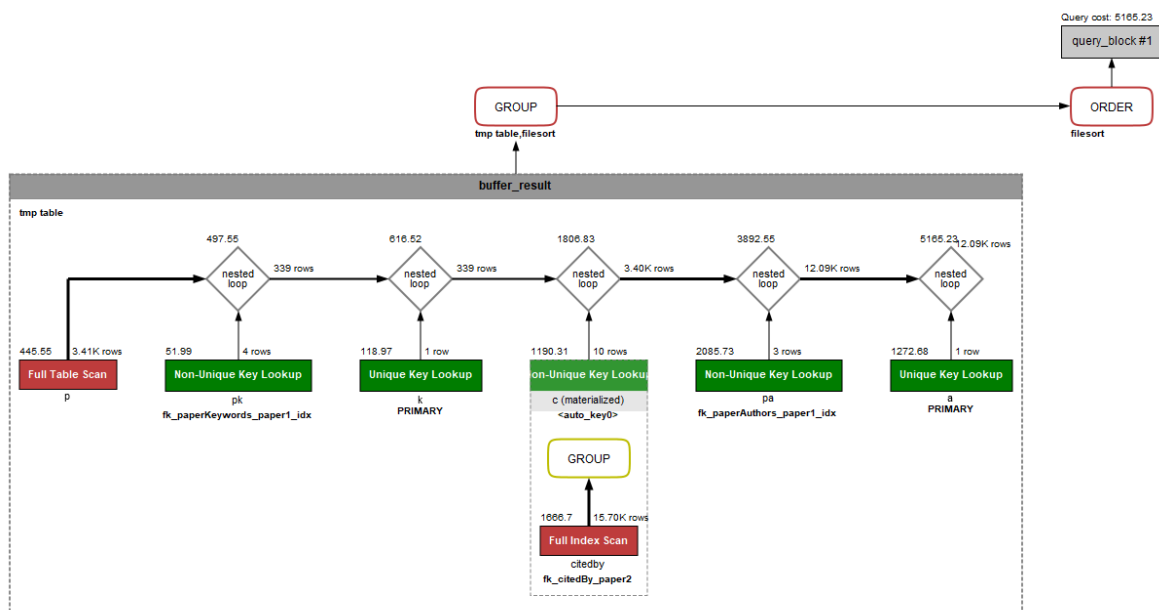 Query cost: 5165.23
query_block #1
GROUP
ORDER
tmp table,filesort
filesort
buffer_result
tmp table
497.55
616.52
1806.83
3892.55
5165.23
12.09K rows
nested loop
339 rows
nested loop
339 rows
nested loop
3.40K rows
nested loop
12.09K rows
nested loop
445.55
3.41K rows
51.99
4 rows
118.97
1 row
1190.31
10 rows
2085.73
3 rows
1272.68
1 row
Full Table Scan
Non-Unique Key Lookup
Unique Key Lookup
Non-Unique Key Lookup
Non-Unique Key Lookup
Unique Key Lookup
p
pk
k
c (materialized)
pa
a
fk_paperKeywords_paper1_idx
PRIMARY
<auto_key0>
fk_paperAuthors_paper1_idx
PRIMARY
GROUP
1666.7
15.70K rows
Full Index Scan
citedby
fk_citedBy_paper2